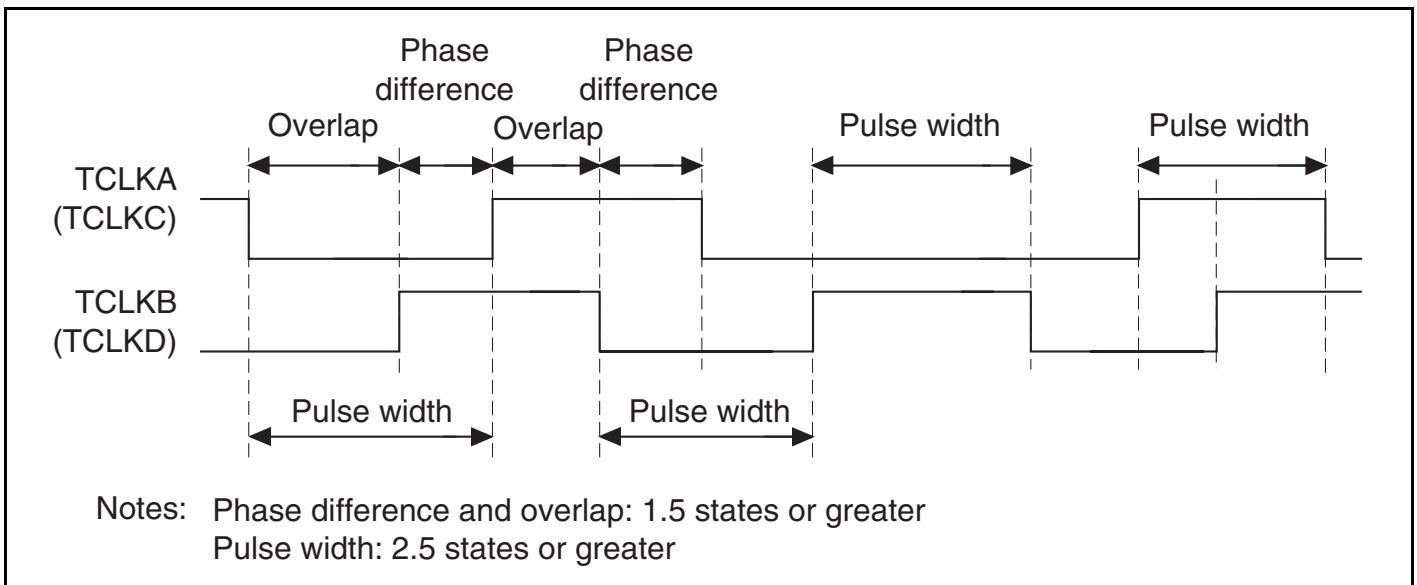 Phase
difference
Phase
difference
Overlap
Overlap
Pulse width
Pulse width
TCLKA
(TCLKC)
TCLKB
(TCLKD)
Pulse width
Pulse width
Notes: Phase difference and overlap: 1.5 states or greater
Pulse width: 2.5 states or greater